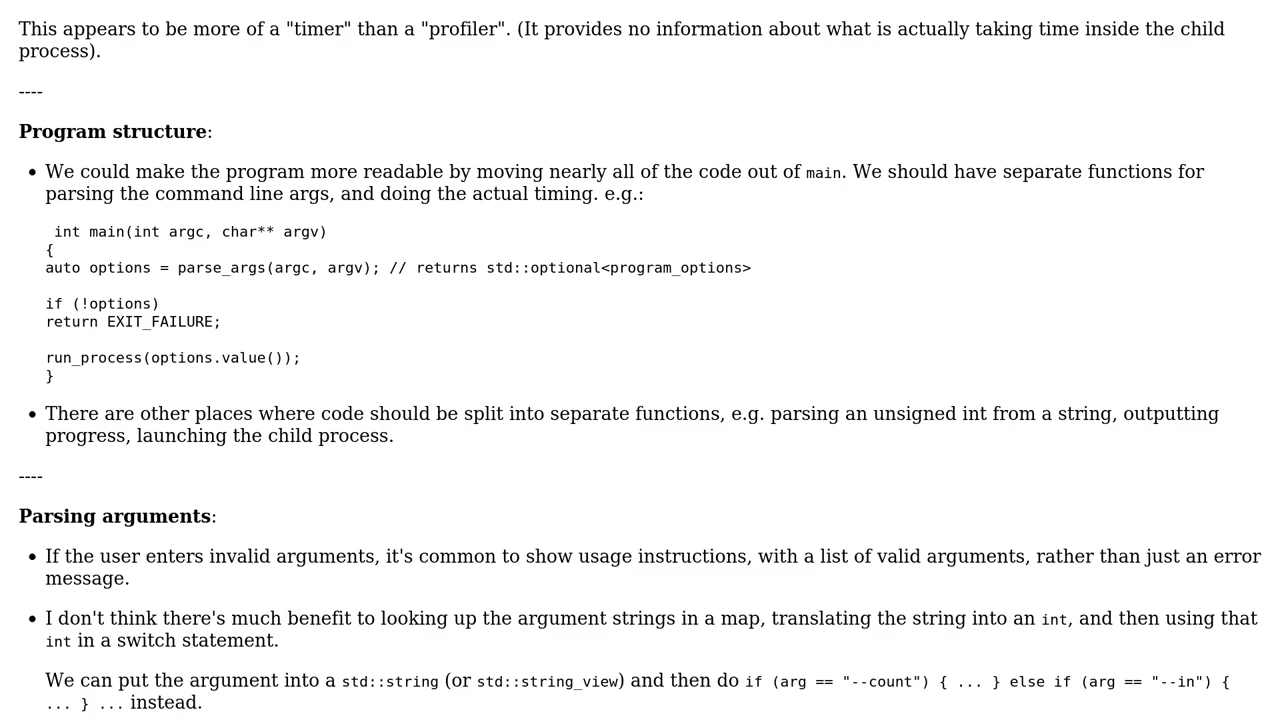 This appears to be more of a "timer" than a "profiler". (It provides no information about what is actually taking time inside the child
process).
----
Program structure:
• We could make the program more readable by moving nearly all of the code out of main. We should have separate functions for
parsing the command line args, and doing the actual timing. e.g.:
int main(int argc, char** argv)
{
auto options = parse_args(argc, argv); // returns std::optional<program_options>
if (!options)
return EXIT_FAILURE;
run_process(options.value());
}
• There are other places where code should be split into separate functions, e.g. parsing an unsigned int from a string, outputting
progress, launching the child process.
----
Parsing arguments:
• If the user enters invalid arguments, it's common to show usage instructions, with a list of valid arguments, rather than just an error
message.
• I don't think there's much benefit to looking up the argument strings in a map, translating the string into an int, and then using that
int in a switch statement.
We can put the argument into a std::string (or std::string_view) and then do if (arg == "--count") { ... } else if (arg == "--in") {
... } ... instead.